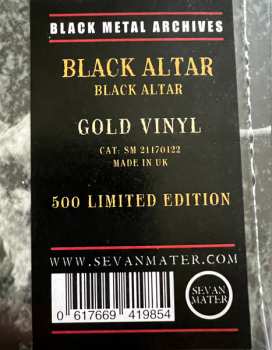 BLACK METAL ARCHIVES
BLACK ALTAR
BLACK ALTAR
GOLD VINYL
CAT: SM 21170122
MADE IN UK
500 LIMITED EDITION
WWW.SEVANMATER.COM
0 617669 419854
SEVAN
MATER